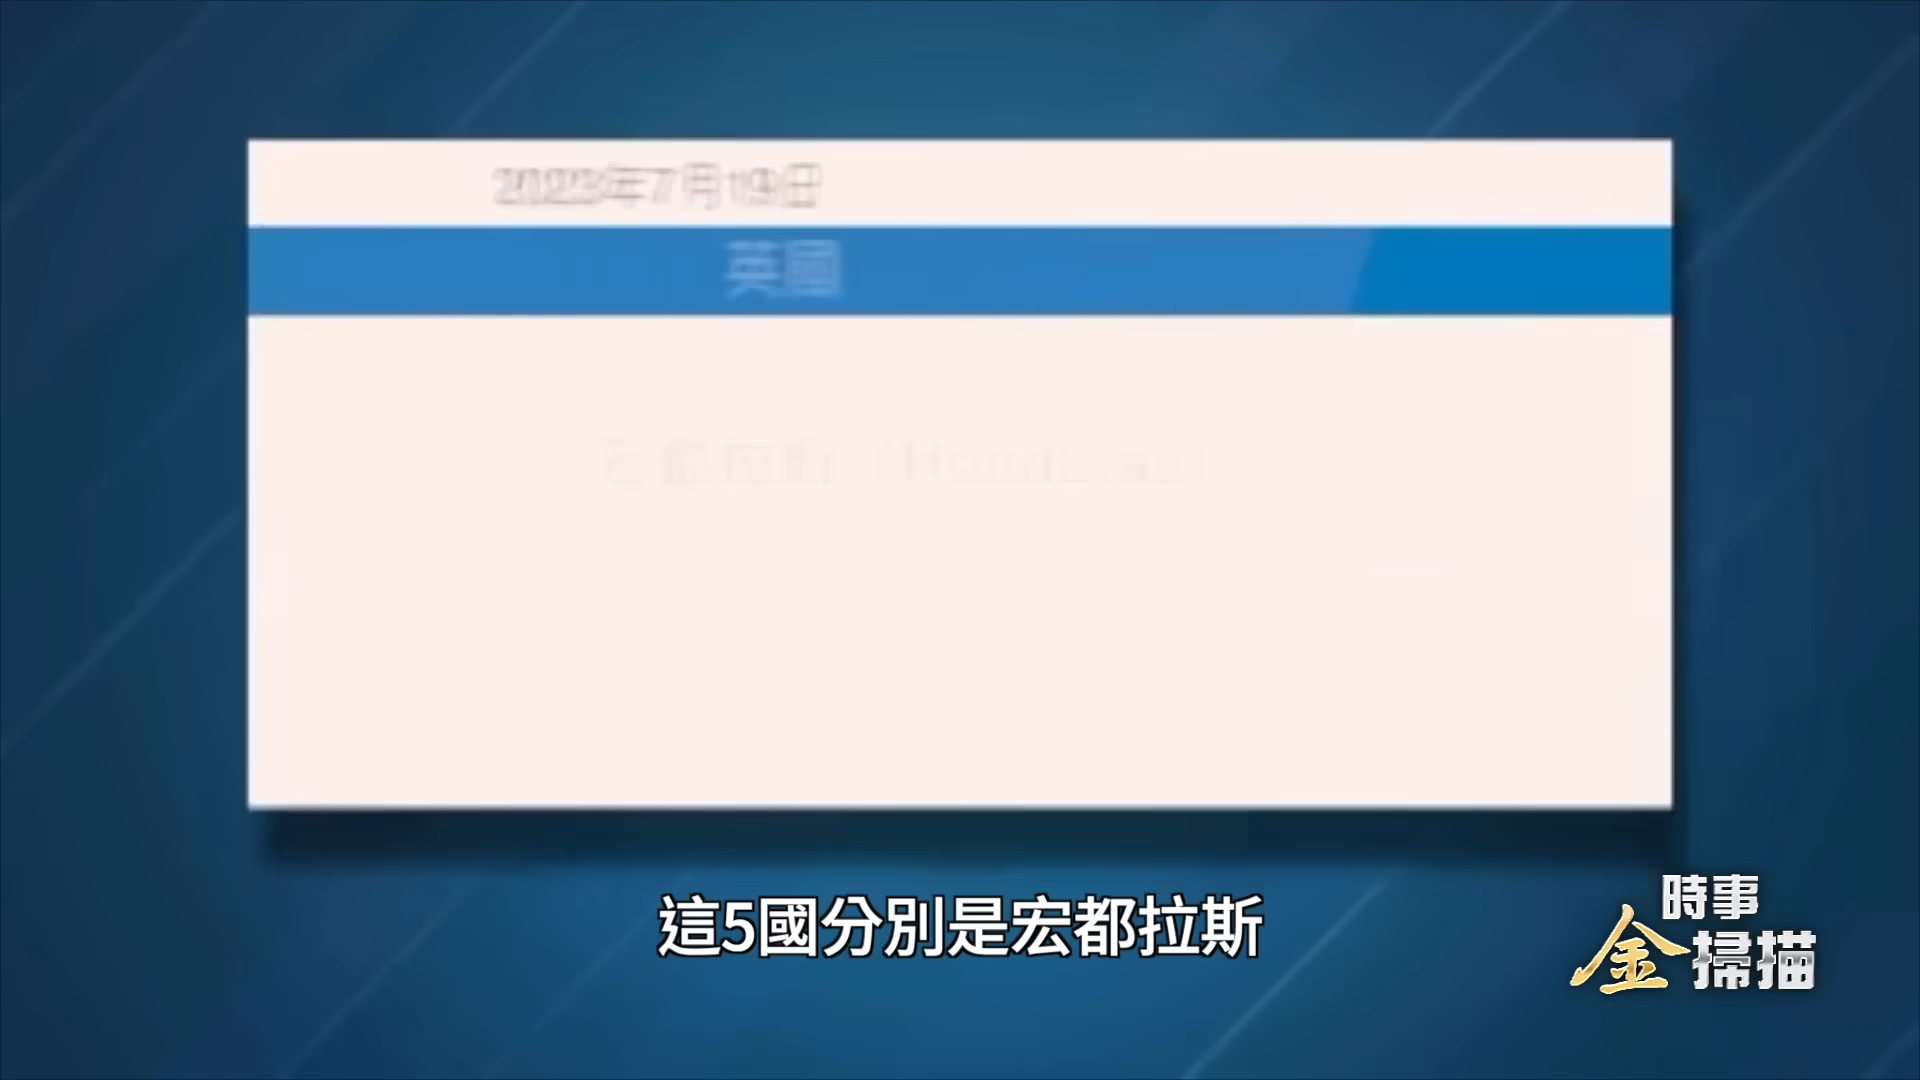 2023年7月19日
英國
宏都拉斯 (Honduras)
這5國分別是宏都拉斯
時事
金掃描